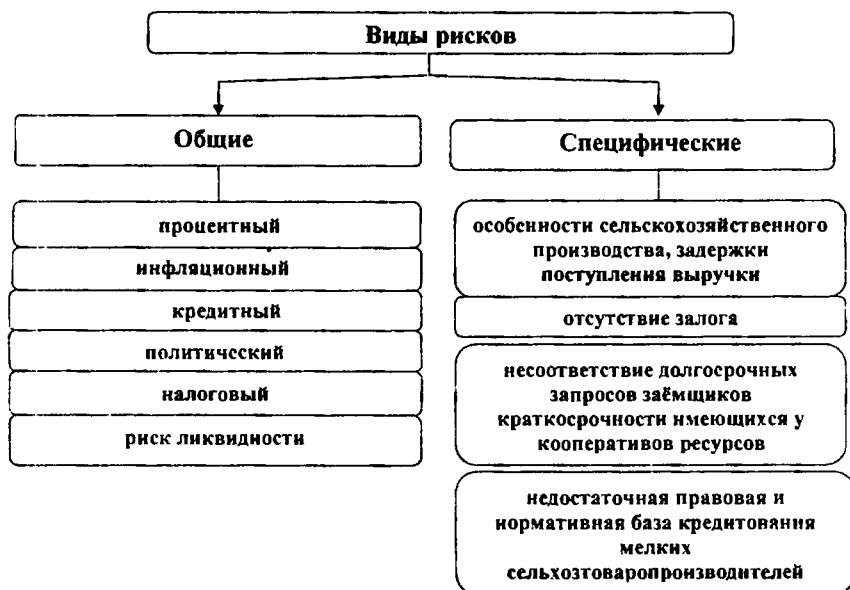 Виды рисков
Общие
процентный
инфляционный
кредитный
политический
налоговый
риск ликвидности
Специфические
особенности сельскохозяйственного
производства, задержки
поступления выручки
отсутствие залога
несоответствие долгосрочных
запросов заёмщиков
краткосрочности имеющихся у
кооперативов ресурсов
недостаточная правовая и
нормативная база кредитования
мелких
сельхозтоваропроизводителей